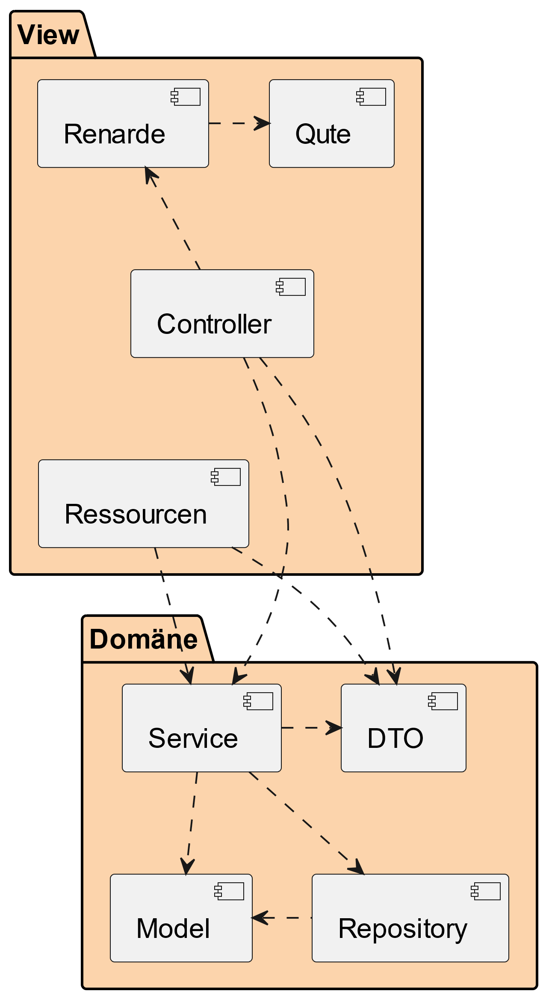 View
Renarde
Qute
Controller
Ressourcen
Domäne
Service
DTO
Model
Repository